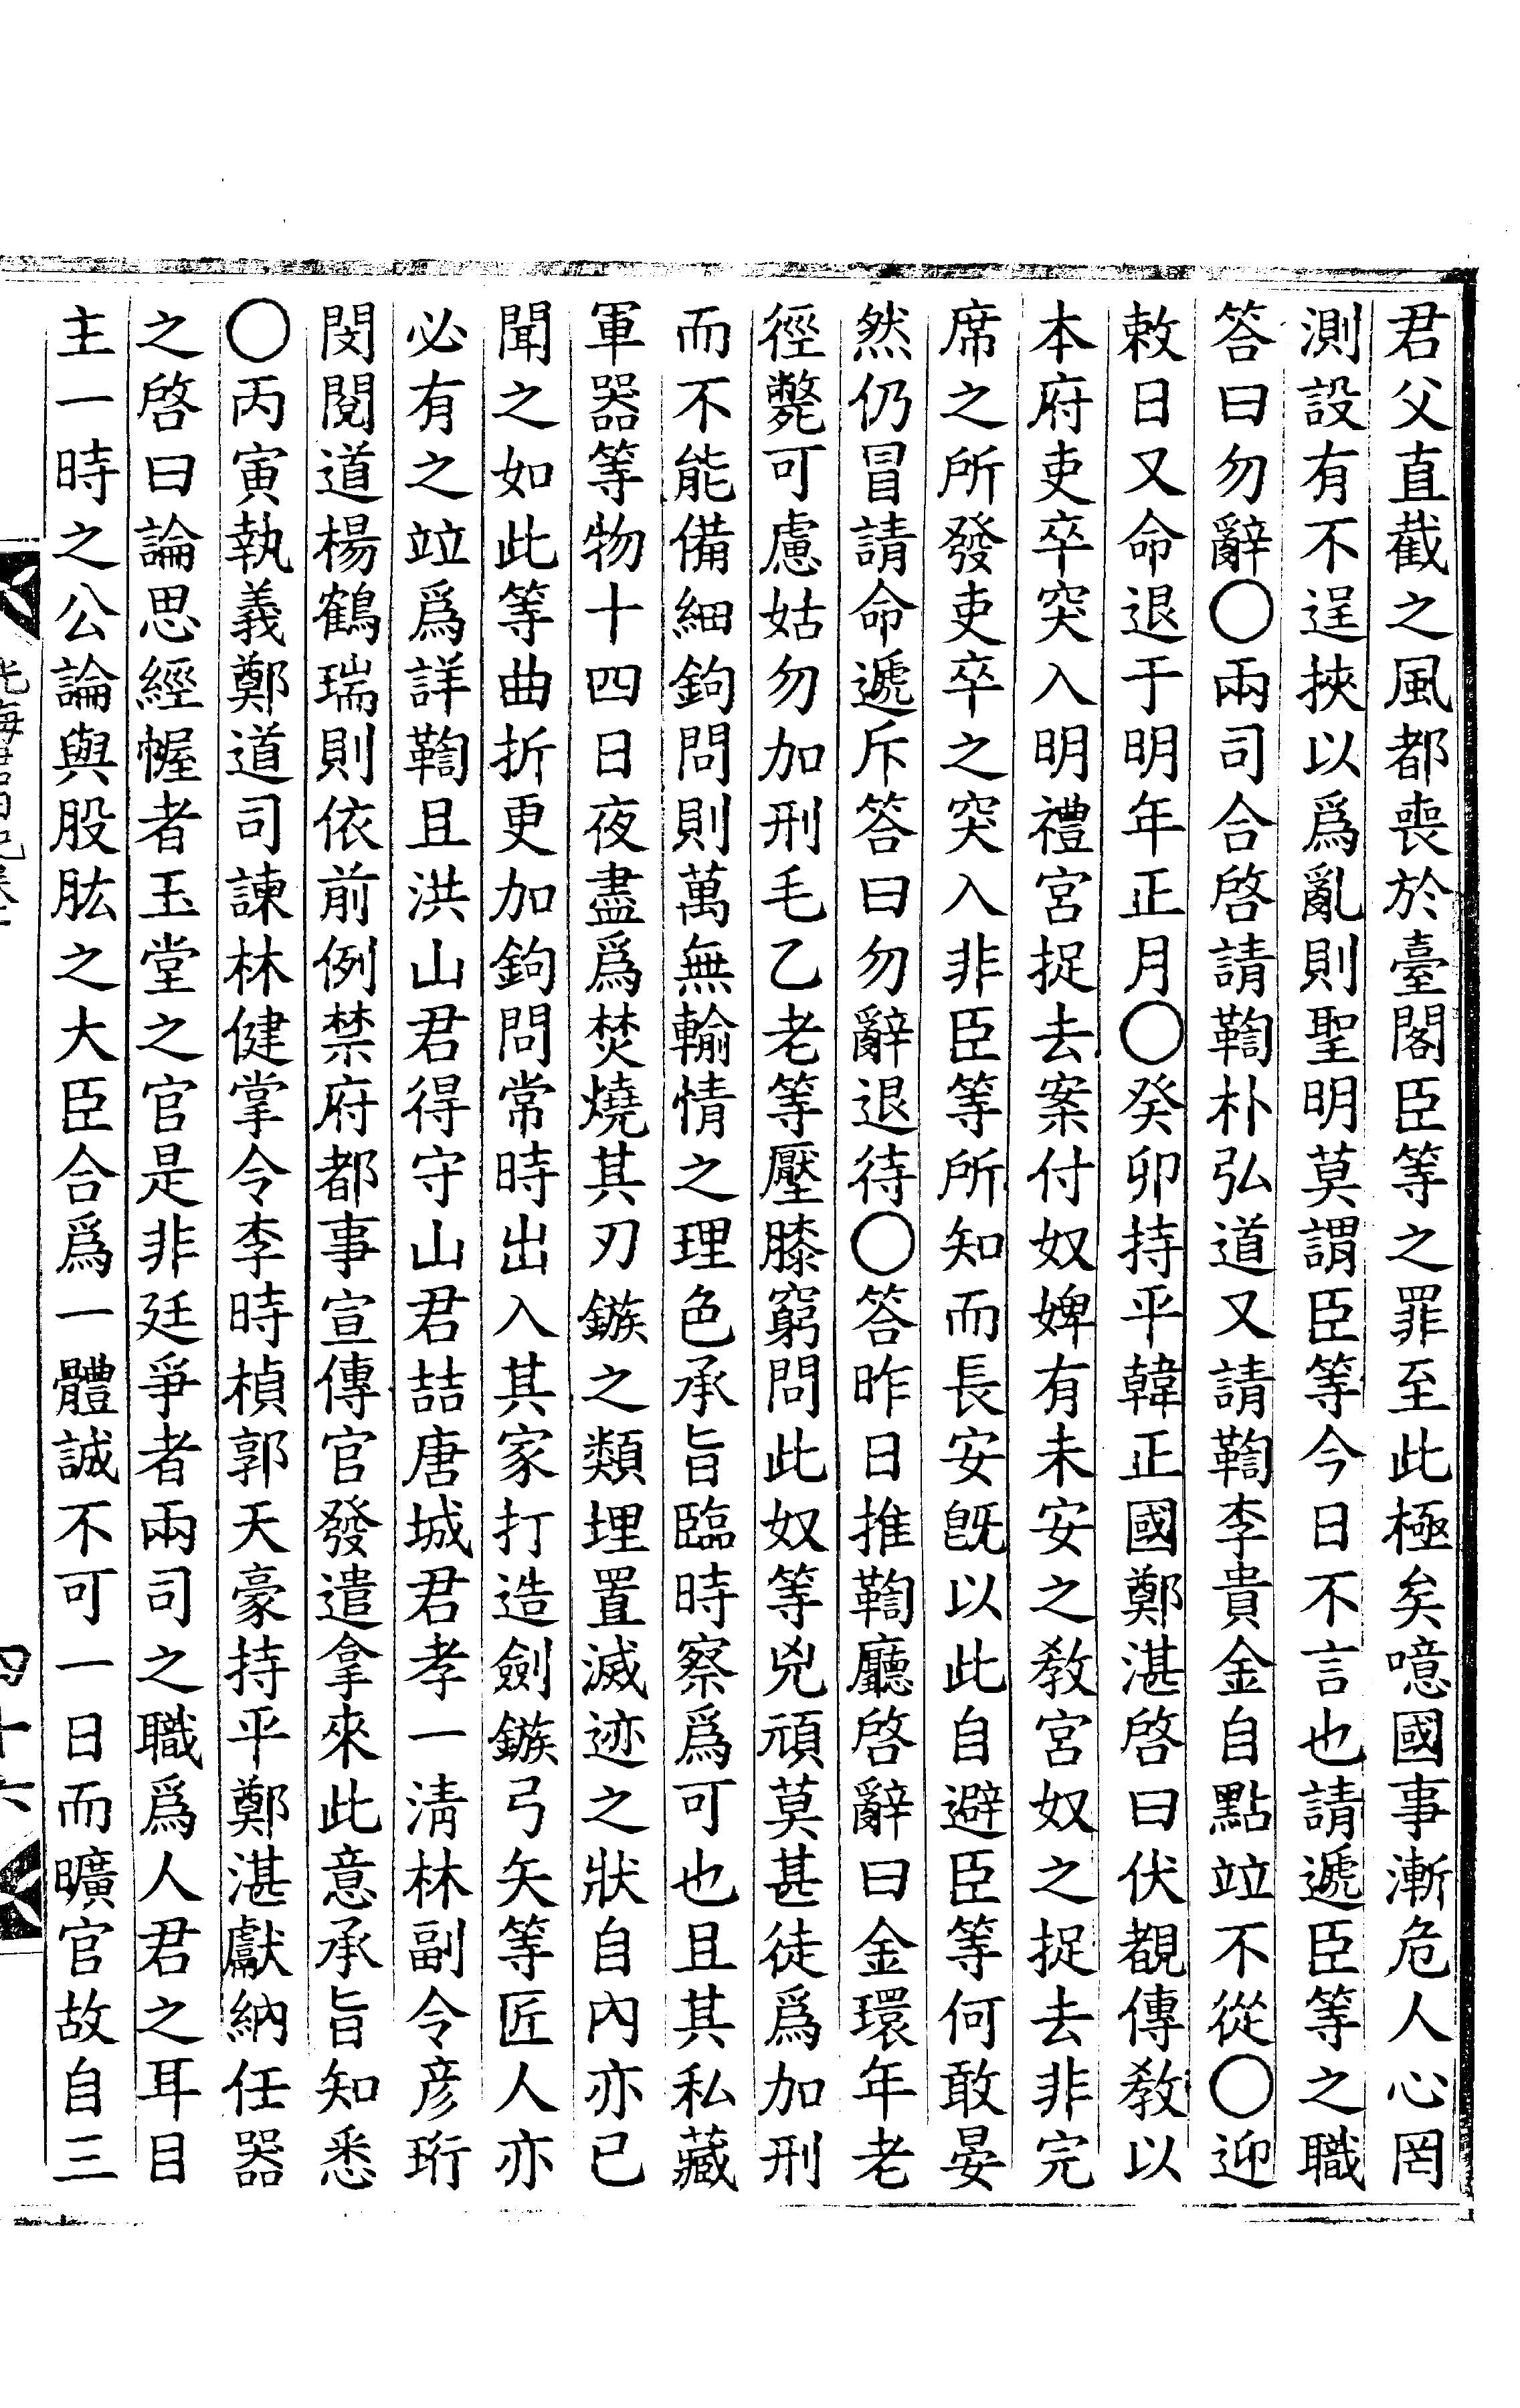 君父直截之風都喪於臺閣臣等之罪至此極矣噫國事漸危人心罔
測設有不逞挾以爲亂則聖明莫謂臣等今日不言也請遞臣等之職
答曰勿辭○兩司合啓請鞫朴弘道又請鞫李貴金自點竝不從○迎
敕日又命退于明年正月○癸卯持平韓正國鄭湛啓曰伏覩傳敎以
本府吏卒突入明禮宮捉去案付奴婢有未安之敎宮奴之捉去非完
席之所發吏卒之突入非臣等所知而長安旣以此自避臣等何敢晏
然仍冒請命遞斥答曰勿辭退待○答昨日推鞫廳啓辭曰金環年老
徑斃可慮姑勿加刑毛乙老等壓膝窮問此奴等兇頑莫甚徒爲加刑
而不能備細鉤問則萬無輸情之理色承旨臨時察爲可也且其私藏
軍器等物十四日夜盡爲焚燒其刃鏃之類埋置滅迹之狀自內亦已
聞之如此等曲折更加鉤問常時出入其家打造劍鏃弓矢等匠人亦
必有之竝爲詳鞫且洪山君得守山君喆唐城君孝一淸林副令彦珩
閔閱道楊鶴瑞則依前例禁府都事宣傳官發遣拿來此意承旨知悉
○丙寅執義鄭道司諫林健掌令李時楨郭天豪持平鄭湛獻納任器
之啓曰論思經幄者玉堂之官是非廷爭者兩司之職爲人君之耳目
主一時之公論與股肱之大臣合爲一體誠不可一日而曠官故自三
四十六